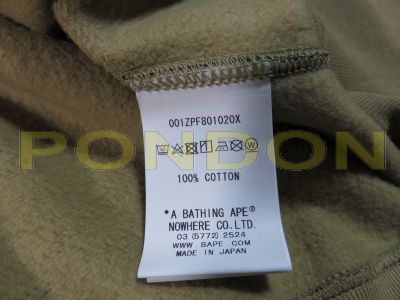 001ZPF801020X
PONDON
100% COTTON
"A BATHING APE®
NOWHERE CO.LTD.
03 (5772) 2524
WWW.BAPE.COM
MADE IN JAPAN